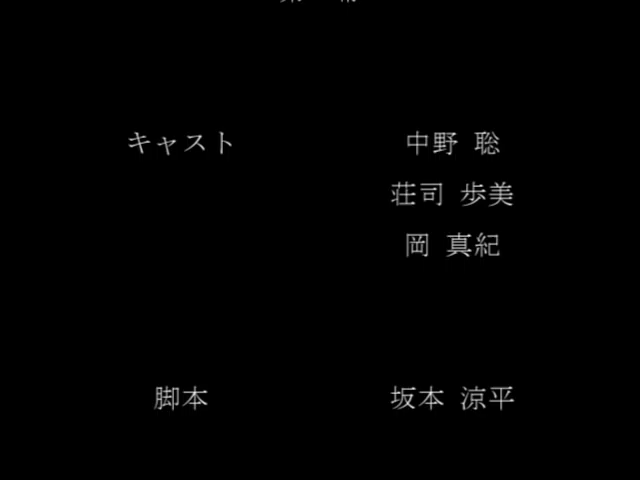 キャスト 中野 聡
荘司 歩美
岡 真紀
脚本 坂本 涼平